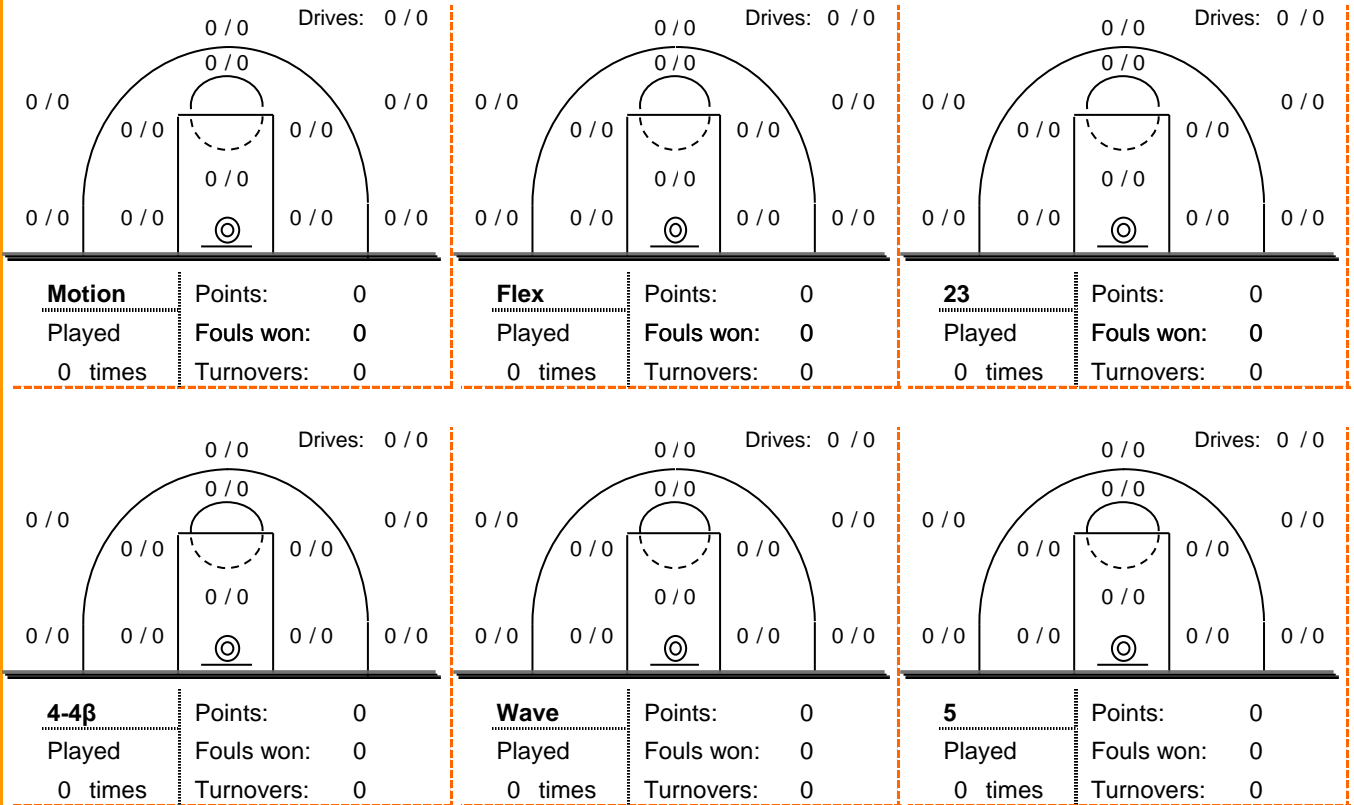 0 / 0 Drives: 0 / 0
0 / 0
0 / 0 0 / 0
0 / 0 0 / 0
0 / 0
0 / 0 0 / 0 0 / 0 0 / 0
Motion Points: 0
Played Fouls won: 0
0 times Turnovers: 0
0 / 0 Drives: 0 / 0
0 / 0
0 / 0 0 / 0
0 / 0 0 / 0
0 / 0
0 / 0 0 / 0 0 / 0 0 / 0
Flex Points: 0
Played Fouls won: 0
0 times Turnovers: 0
0 / 0 Drives: 0 / 0
0 / 0
0 / 0 0 / 0
0 / 0 0 / 0
0 / 0
0 / 0 0 / 0 0 / 0 0 / 0
23 Points: 0
Played Fouls won: 0
0 times Turnovers: 0
0 / 0 Drives: 0 / 0
0 / 0
0 / 0 0 / 0
0 / 0 0 / 0
0 / 0
0 / 0 0 / 0 0 / 0 0 / 0
4-4β Points: 0
Played Fouls won: 0
0 times Turnovers: 0
0 / 0 Drives: 0 / 0
0 / 0
0 / 0 0 / 0
0 / 0 0 / 0
0 / 0
0 / 0 0 / 0 0 / 0 0 / 0
Wave Points: 0
Played Fouls won: 0
0 times Turnovers: 0
0 / 0 Drives: 0 / 0
0 / 0
0 / 0 0 / 0
0 / 0 0 / 0
0 / 0
0 / 0 0 / 0 0 / 0 0 / 0
5 Points: 0
Played Fouls won: 0
0 times Turnovers: 0